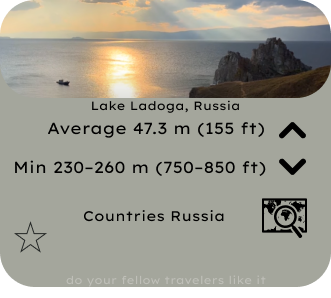 Lake Ladoga, Russia
Average 47.3 m (155 ft)
Min 230–260 m (750–850 ft)
Countries Russia
do your fellow travelers like it